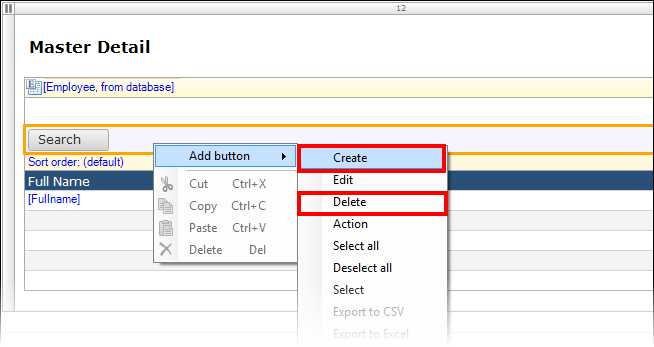 12
Master Detail
[Employee, from database]
Search
Sort order: (default)
Full Name
[Fullname]
Add button
Cut Ctrl+X
Copy Ctrl+C
Paste Ctrl+V
Delete Del
Create
Edit
Delete
Action
Select all
Deselect all
Select
Export to CSV
Export to Excel